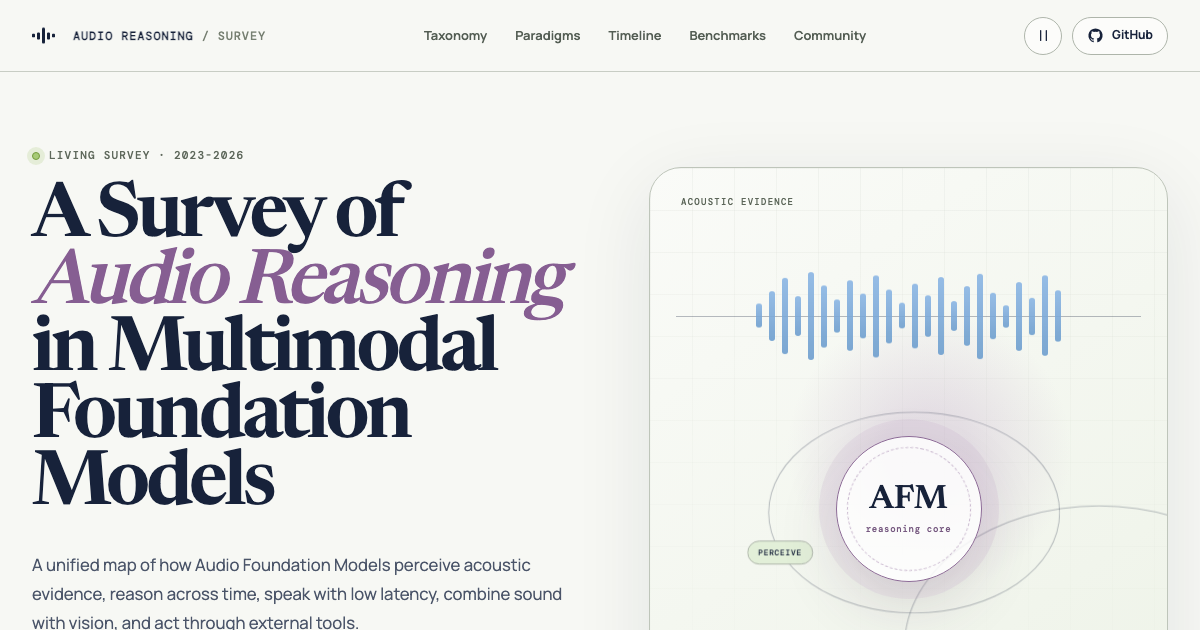 AUDIO REASONING / SURVEY
Taxonomy
Paradigms
Timeline
Benchmarks
Community
GitHub
LIVING SURVEY · 2023-2026
A Survey of
Audio Reasoning
in Multimodal
Foundation
Models
A unified map of how Audio Foundation Models perceive acoustic
evidence, reason across time, speak with low latency, combine sound
with vision, and act through external tools.
ACOUSTIC EVIDENCE
AFM
reasoning core
PERCEIVE